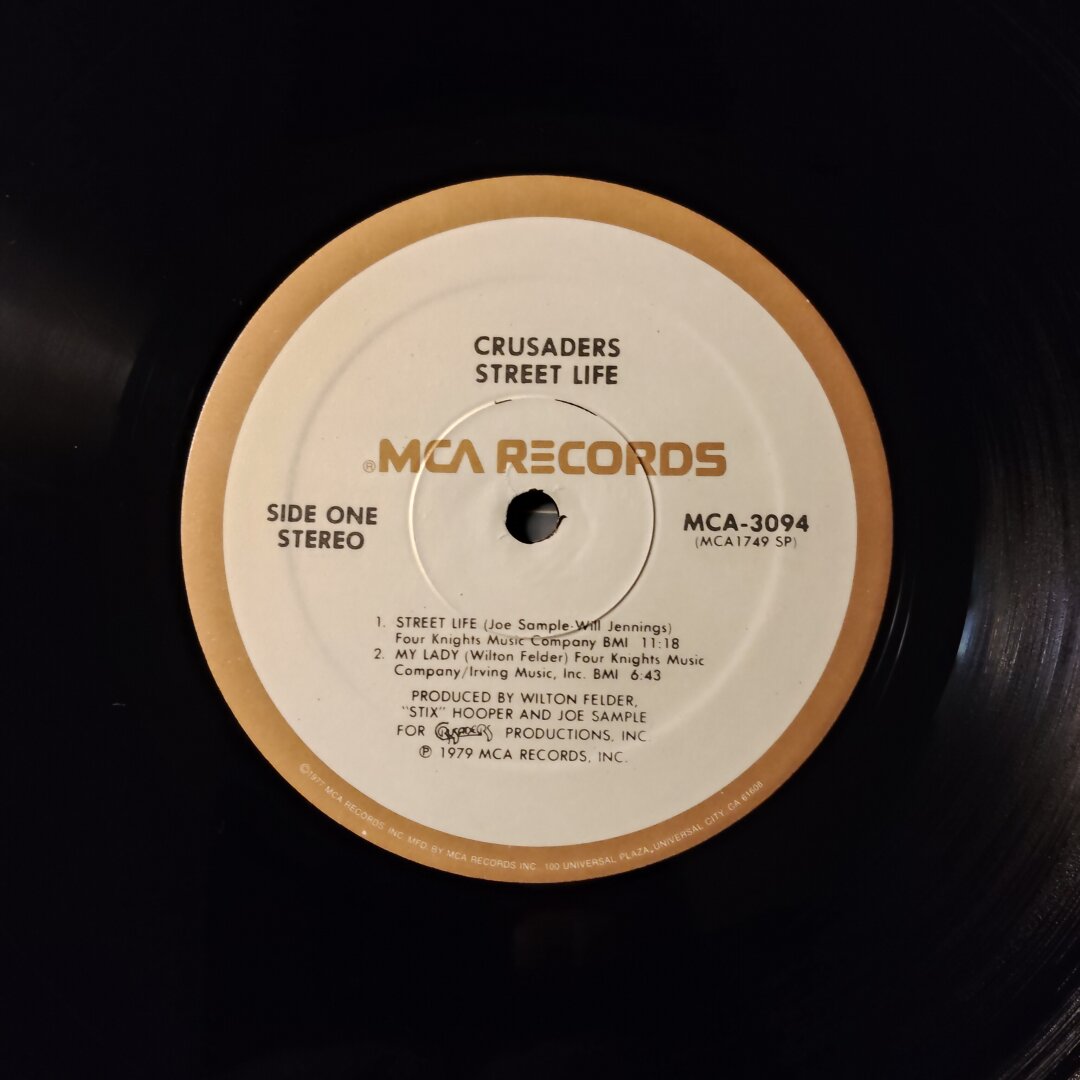 CRUSADERS
STREET LIFE
®MCA RECORDS
SIDE ONE
STEREO
MCA-3094
(MCA1749 SP)
1. STREET LIFE (Joe Sample-Will Jennings)
Four Knights Music Company BMI 11:18
2. MY LADY (Wilton Felder) Four Knights Music
Company/Irving Music, Inc. BMI 6:43
PRODUCED BY WILTON FELDER,
"STIX" HOOPER AND JOE SAMPLE
FOR CRUSADERS PRODUCTIONS, INC.
℗ 1979 MCA RECORDS, INC.
©1977 MCA RECORDS INC. MFD BY MCA RECORDS INC. 100 UNIVERSAL PLAZA, UNIVERSAL CITY, CA 61608